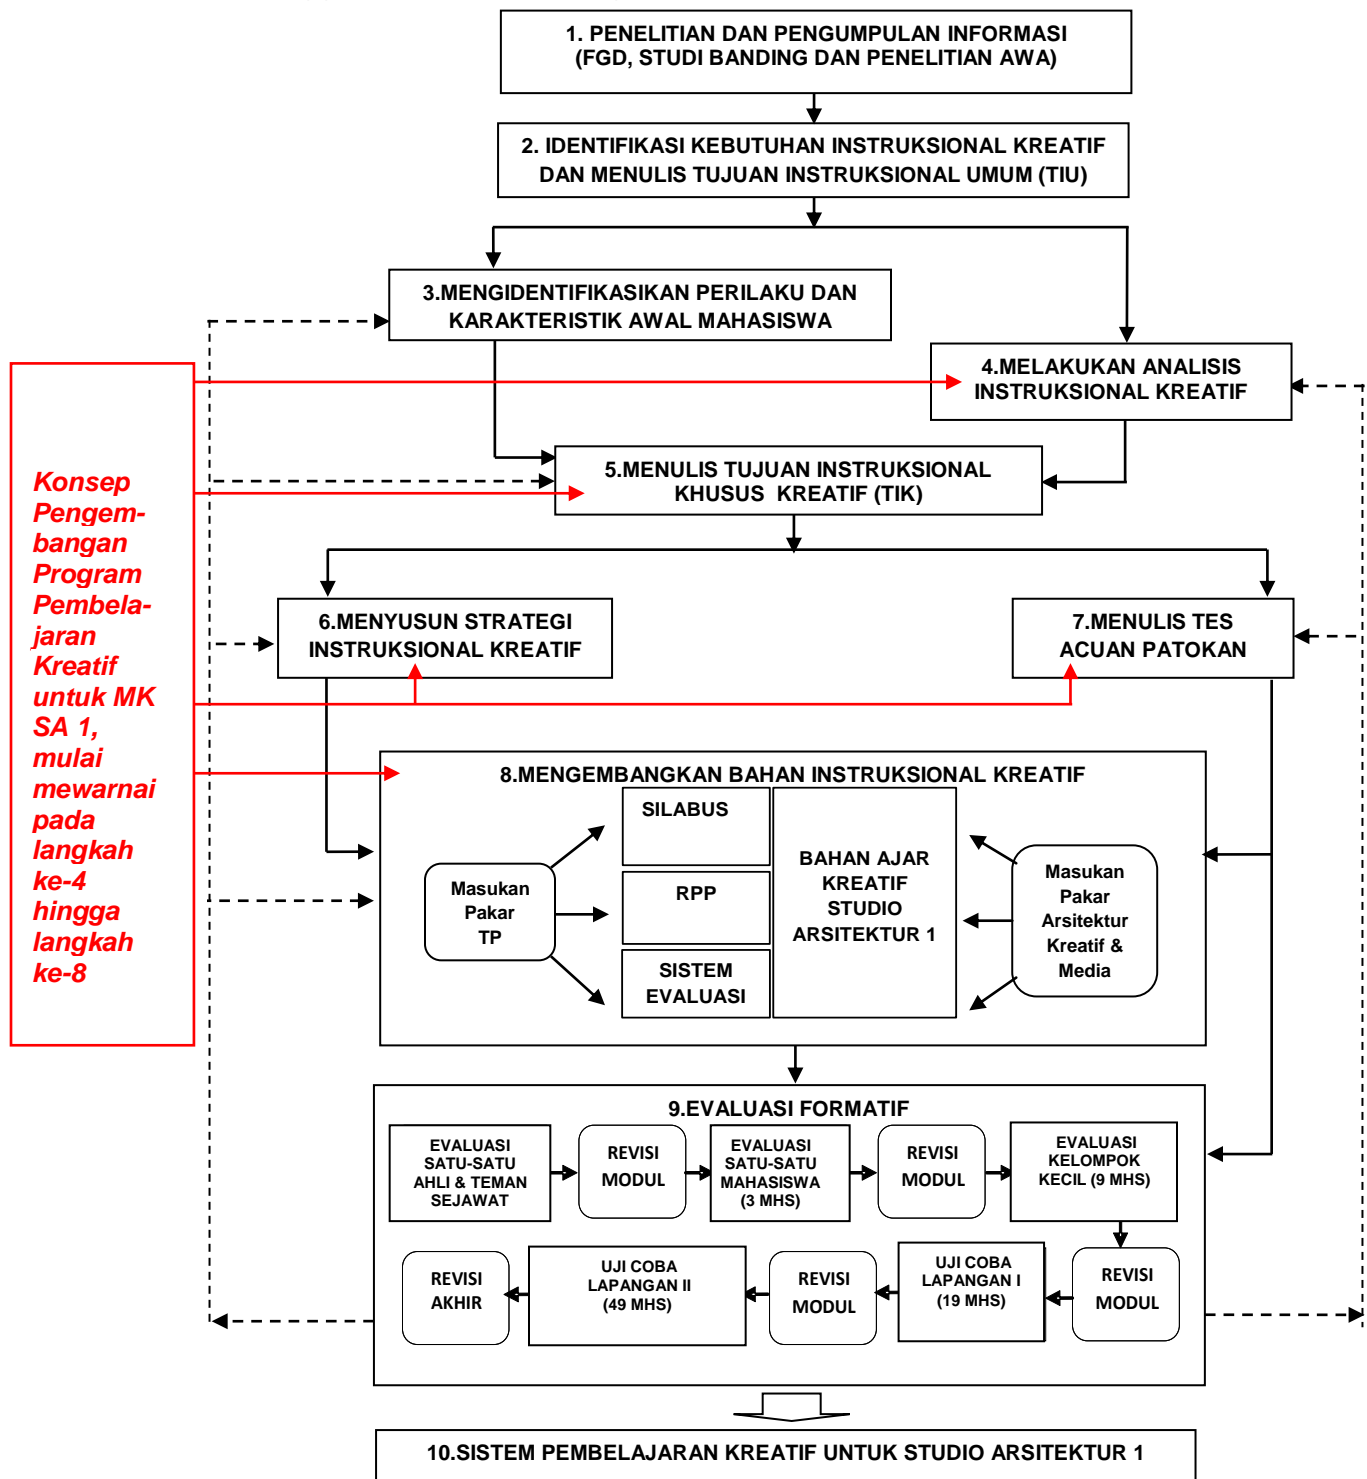 1. PENELITIAN DAN PENGUMPULAN INFORMASI
(FGD, STUDI BANDING DAN PENELITIAN AWA)
2. IDENTIFIKASI KEBUTUHAN INSTRUKSIONAL KREATIF
DAN MENULIS TUJUAN INSTRUKSIONAL UMUM (TIU)
3.MENGIDENTIFIKASIKAN PERILAKU DAN
KARAKTERISTIK AWAL MAHASISWA
4.MELAKUKAN ANALISIS
INSTRUKSIONAL KREATIF
Konsep
Pengem-
bangan
Program
Pembela-
jaran
Kreatif
untuk MK
SA 1,
mulai
mewarnai
pada
langkah
ke-4
hingga
langkah
ke-8
5.MENULIS TUJUAN INSTRUKSIONAL
KHUSUS KREATIF (TIK)
6.MENYUSUN STRATEGI
INSTRUKSIONAL KREATIF
7.MENULIS TES
ACUAN PATOKAN
8.MENGEMBANGKAN BAHAN INSTRUKSIONAL KREATIF
Masukan
Pakar
TP
SILABUS
RPP
SISTEM
EVALUASI
BAHAN AJAR
KREATIF
STUDIO
ARSITEKTUR 1
Masukan
Pakar
Arsitektur
Kreatif &
Media
9.EVALUASI FORMATIF
EVALUASI
SATU-SATU
AHLI & TEMAN
SEJAWAT
REVISI
MODUL
EVALUASI
SATU-SATU
MAHASISWA
(3 MHS)
REVISI
MODUL
EVALUASI
KELOMPOK
KECIL (9 MHS)
REVISI
MODUL
UJI COBA
LAPANGAN I
(19 MHS)
REVISI
MODUL
UJI COBA
LAPANGAN II
(49 MHS)
REVISI
AKHIR
10.SISTEM PEMBELAJARAN KREATIF UNTUK STUDIO ARSITEKTUR 1